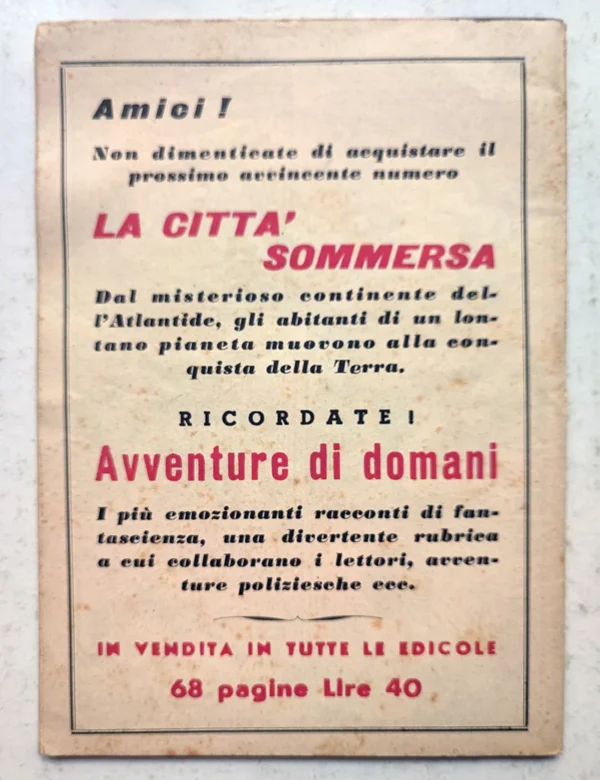 Amici !
Non dimenticate di acquistare il
prossimo avvincente numero
LA CITTA'
SOMMERSA
Dal misterioso continente del-
l'Atlantide, gli abitanti di un lon-
tano pianeta muovono alla con-
quista della Terra.
RICORDATE !
Avventure di domani
I più emozionanti racconti di fan-
tascienza, una divertente rubrica
a cui collaborano i lettori, avven-
ture poliziesche ecc.
IN VENDITA IN TUTTE LE EDICOLE
68 pagine Lire 40